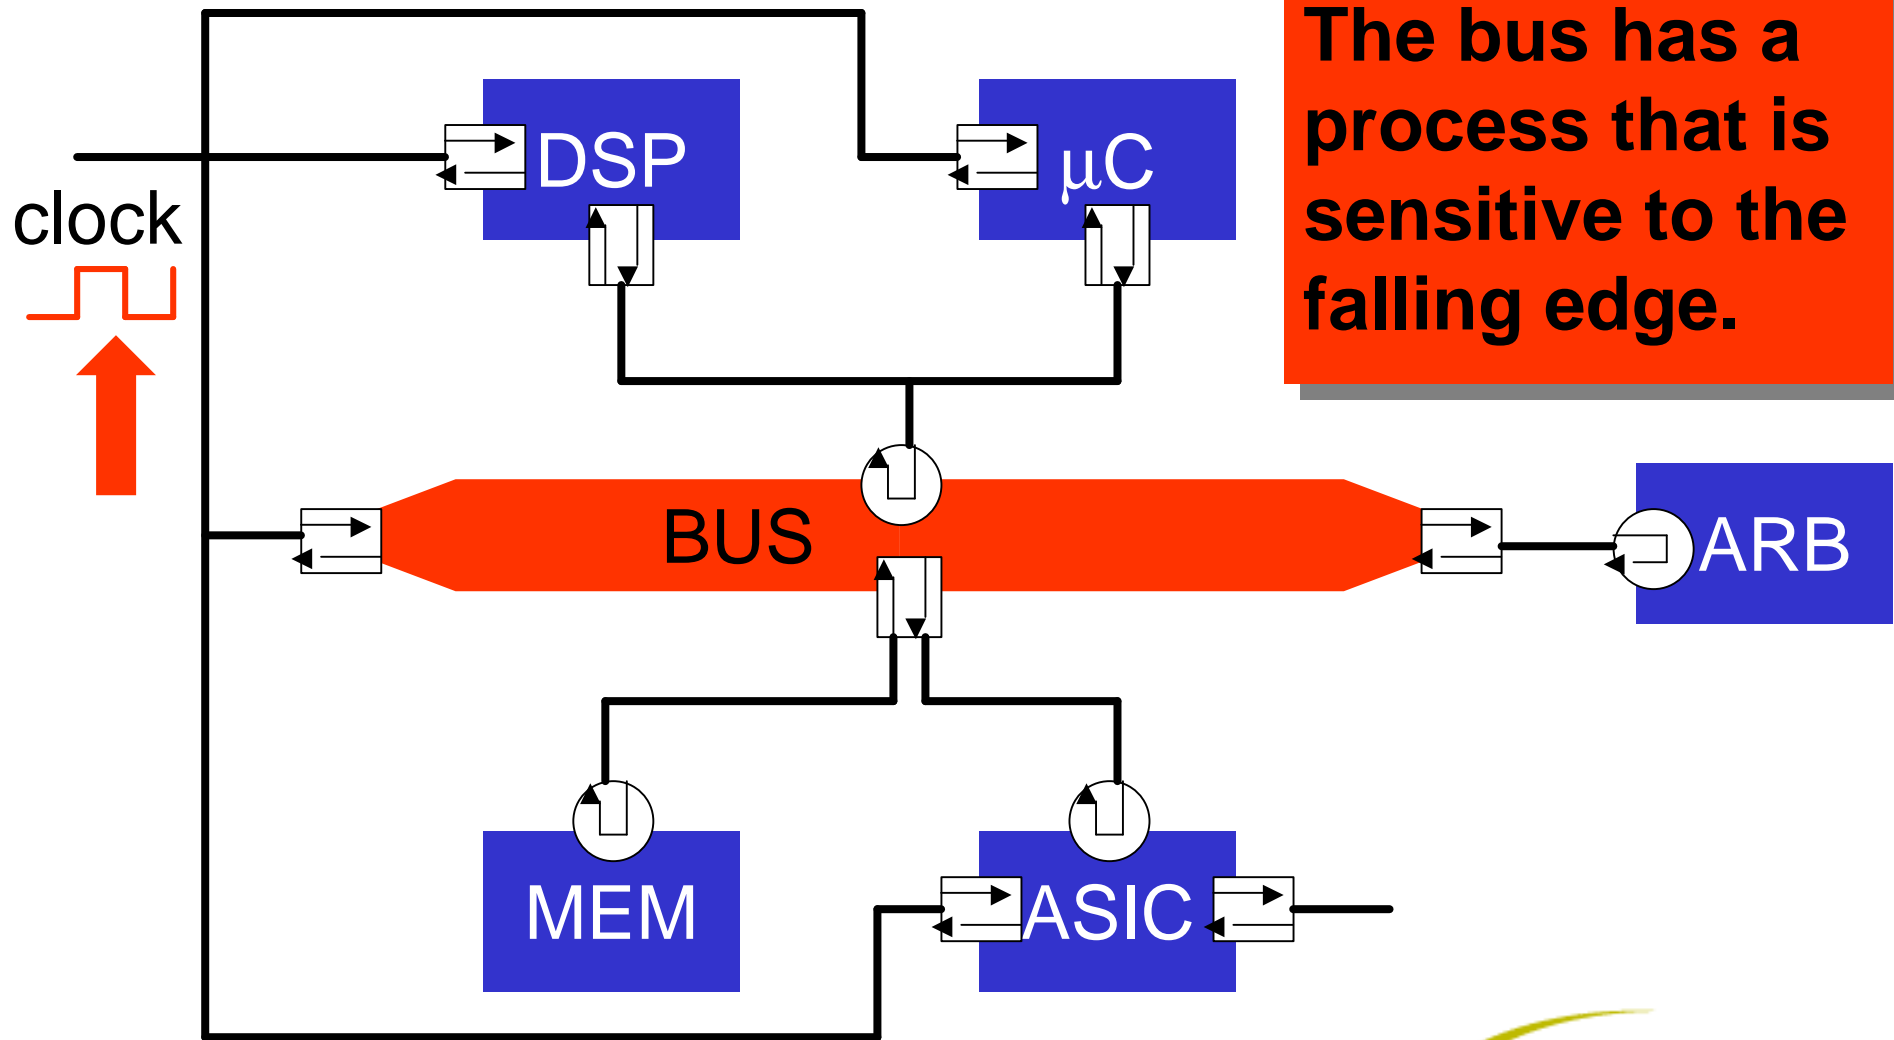 The bus has a
process that is
sensitive to the
falling edge.
DSP
µC
clock
BUS
ARB
MEM
ASIC